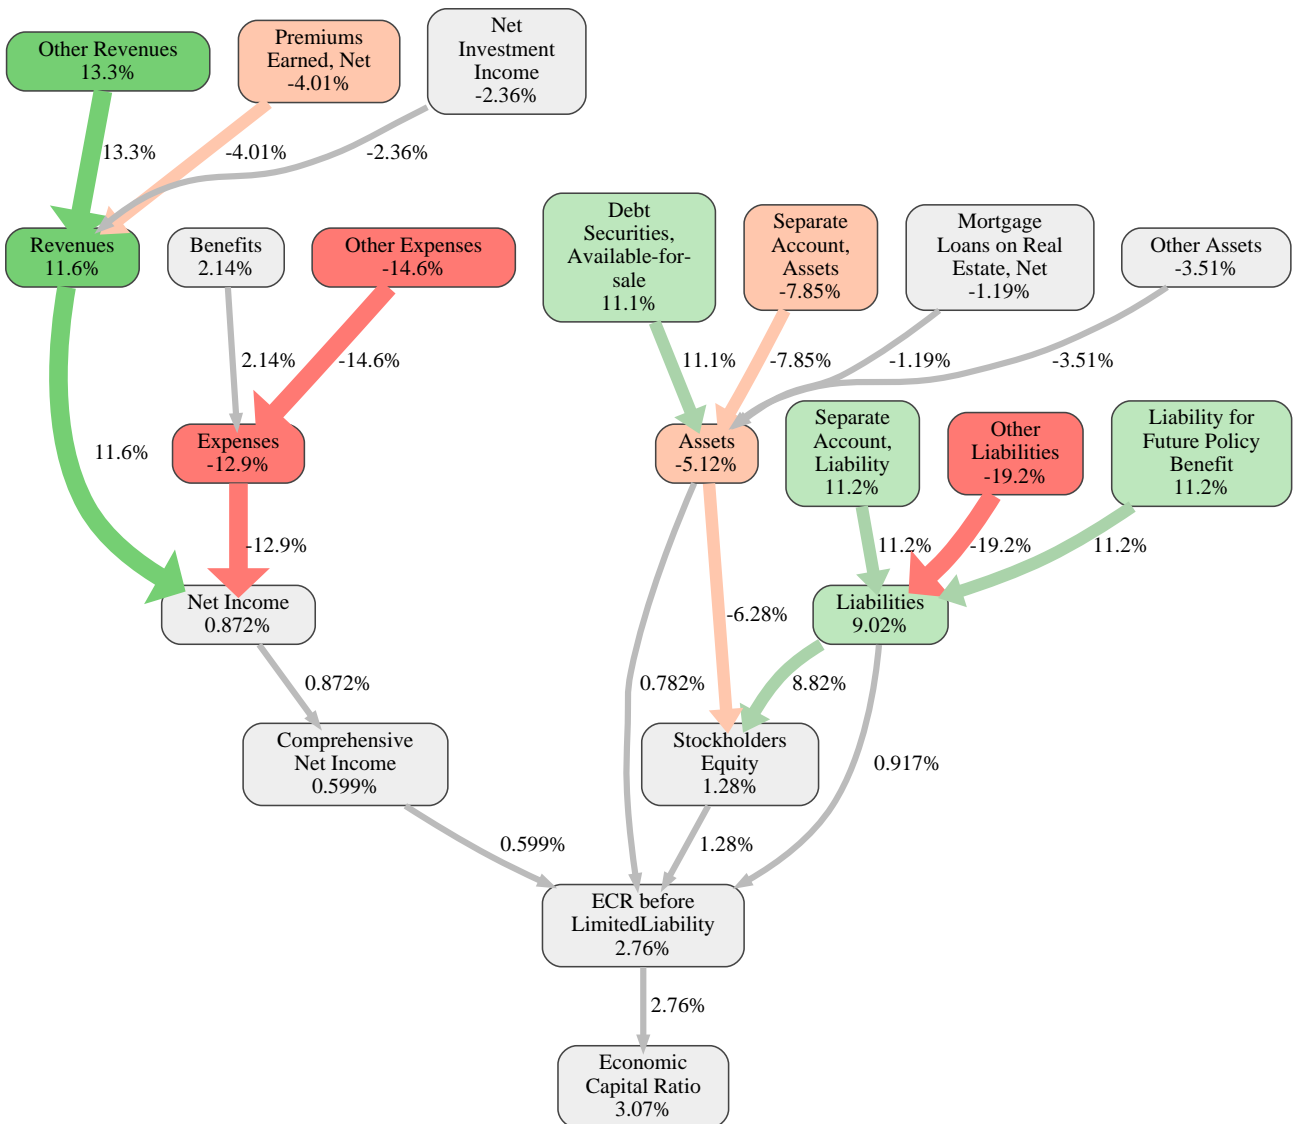 Other Revenues
13.3%
Premiums
Earned, Net
-4.01%
Net
Investment
Income
-2.36%
13.3%
-4.01%
-2.36%
Revenues
11.6%
Benefits
2.14%
Other Expenses
-14.6%
Debt
Securities,
Available-for-
sale
11.1%
Separate
Account,
Assets
-7.85%
Mortgage
Loans on Real
Estate, Net
-1.19%
Other Assets
-3.51%
2.14%
-14.6%
11.1%
-7.85%
-1.19%
-3.51%
11.6%
Expenses
-12.9%
Assets
-5.12%
Separate
Account,
Liability
11.2%
Other
Liabilities
-19.2%
Liability for
Future Policy
Benefit
11.2%
-12.9%
11.2%
-19.2%
11.2%
Net Income
0.872%
-6.28%
Liabilities
9.02%
0.872%
0.782%
8.82%
Comprehensive
Net Income
0.599%
Stockholders
Equity
1.28%
0.917%
0.599%
1.28%
ECR before
LimitedLiability
2.76%
2.76%
Economic
Capital Ratio
3.07%